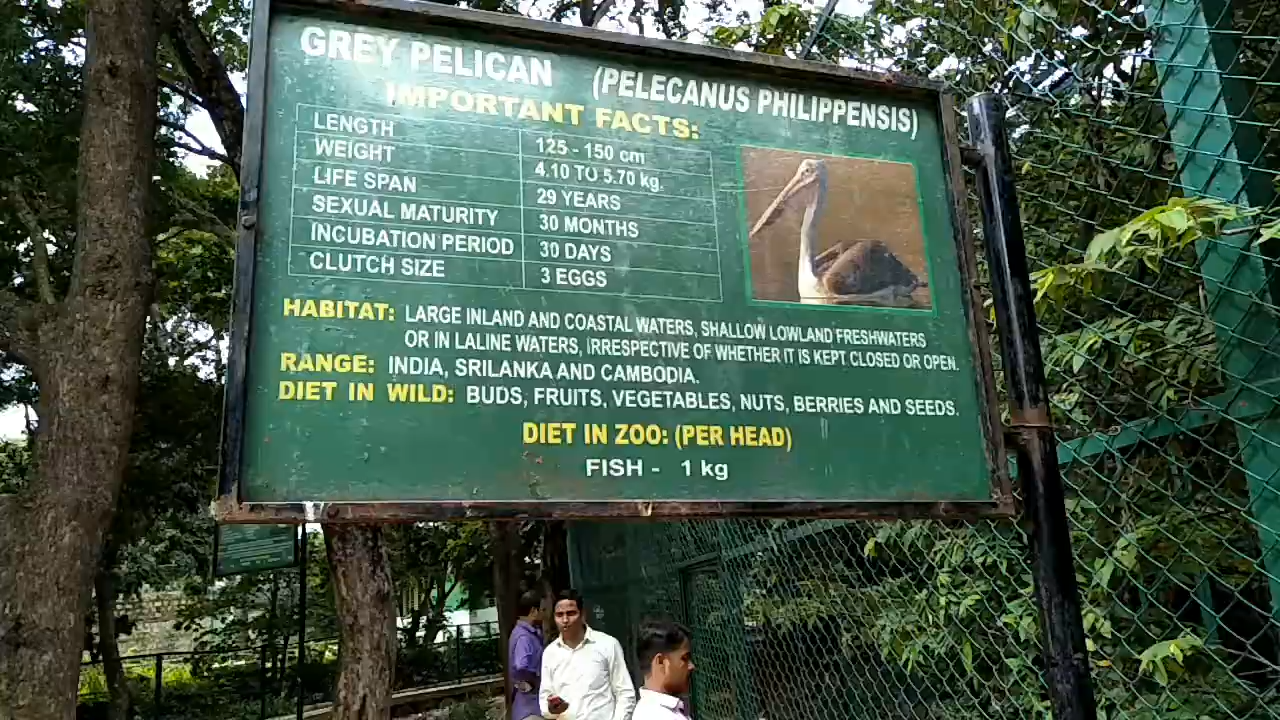 GREY PELICAN (PELECANUS PHILIPPENSIS)
IMPORTANT FACTS:
LENGTH 125 - 150 cm
WEIGHT 4.10 TO 5.70 kg.
LIFE SPAN 29 YEARS
SEXUAL MATURITY 30 MONTHS
INCUBATION PERIOD 30 DAYS
CLUTCH SIZE 3 EGGS
HABITAT: LARGE INLAND AND COASTAL WATERS, SHALLOW LOWLAND FRESHWATERS
OR IN LALINE WATERS, IRRESPECTIVE OF WHETHER IT IS KEPT CLOSED OR OPEN.
RANGE: INDIA, SRILANKA AND CAMBODIA.
DIET IN WILD: BUDS, FRUITS, VEGETABLES, NUTS, BERRIES AND SEEDS.
DIET IN ZOO: (PER HEAD)
FISH - 1 kg